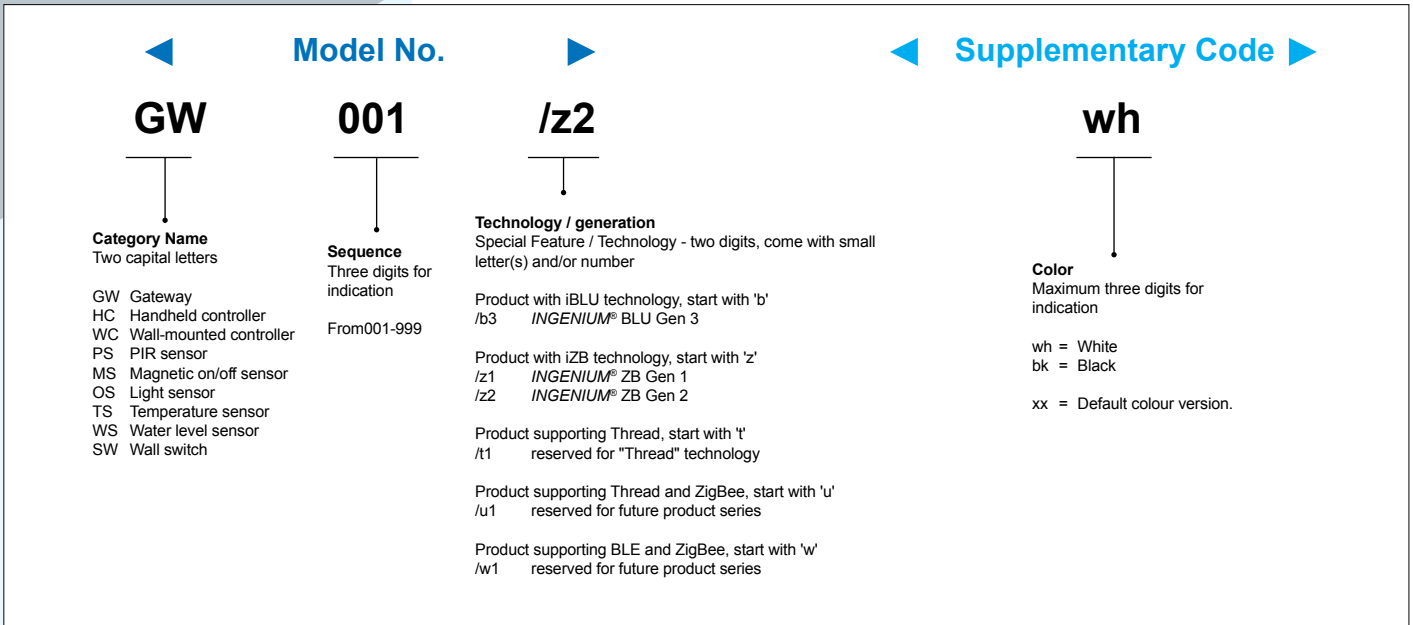 Model No.
Supplementary Code
GW
001
/z2
wh
Category Name
Two capital letters
GW Gateway
HC Handheld controller
WC Wall-mounted controller
PS PIR sensor
MS Magnetic on/off sensor
OS Light sensor
TS Temperature sensor
WS Water level sensor
SW Wall switch
Sequence
Three digits for
indication
From001-999
Technology / generation
Special Feature / Technology - two digits, come with small
letter(s) and/or number
Product with iBLU technology, start with 'b'
/b3 INGENIUM® BLU Gen 3
Product with iZB technology, start with 'z'
/z1 INGENIUM® ZB Gen 1
/z2 INGENIUM® ZB Gen 2
Product supporting Thread, start with 't'
/t1 reserved for "Thread" technology
Product supporting Thread and ZigBee, start with 'u'
/u1 reserved for future product series
Product supporting BLE and ZigBee, start with 'w'
/w1 reserved for future product series
Color
Maximum three digits for
indication
wh = White
bk = Black
xx = Default colour version.